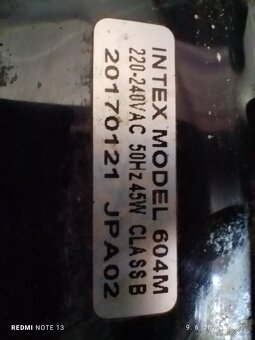 INTEX MODEL 604M
220-240VAC 50Hz 45W CLASS B
20170121 JPA02
REDMI NOTE 13